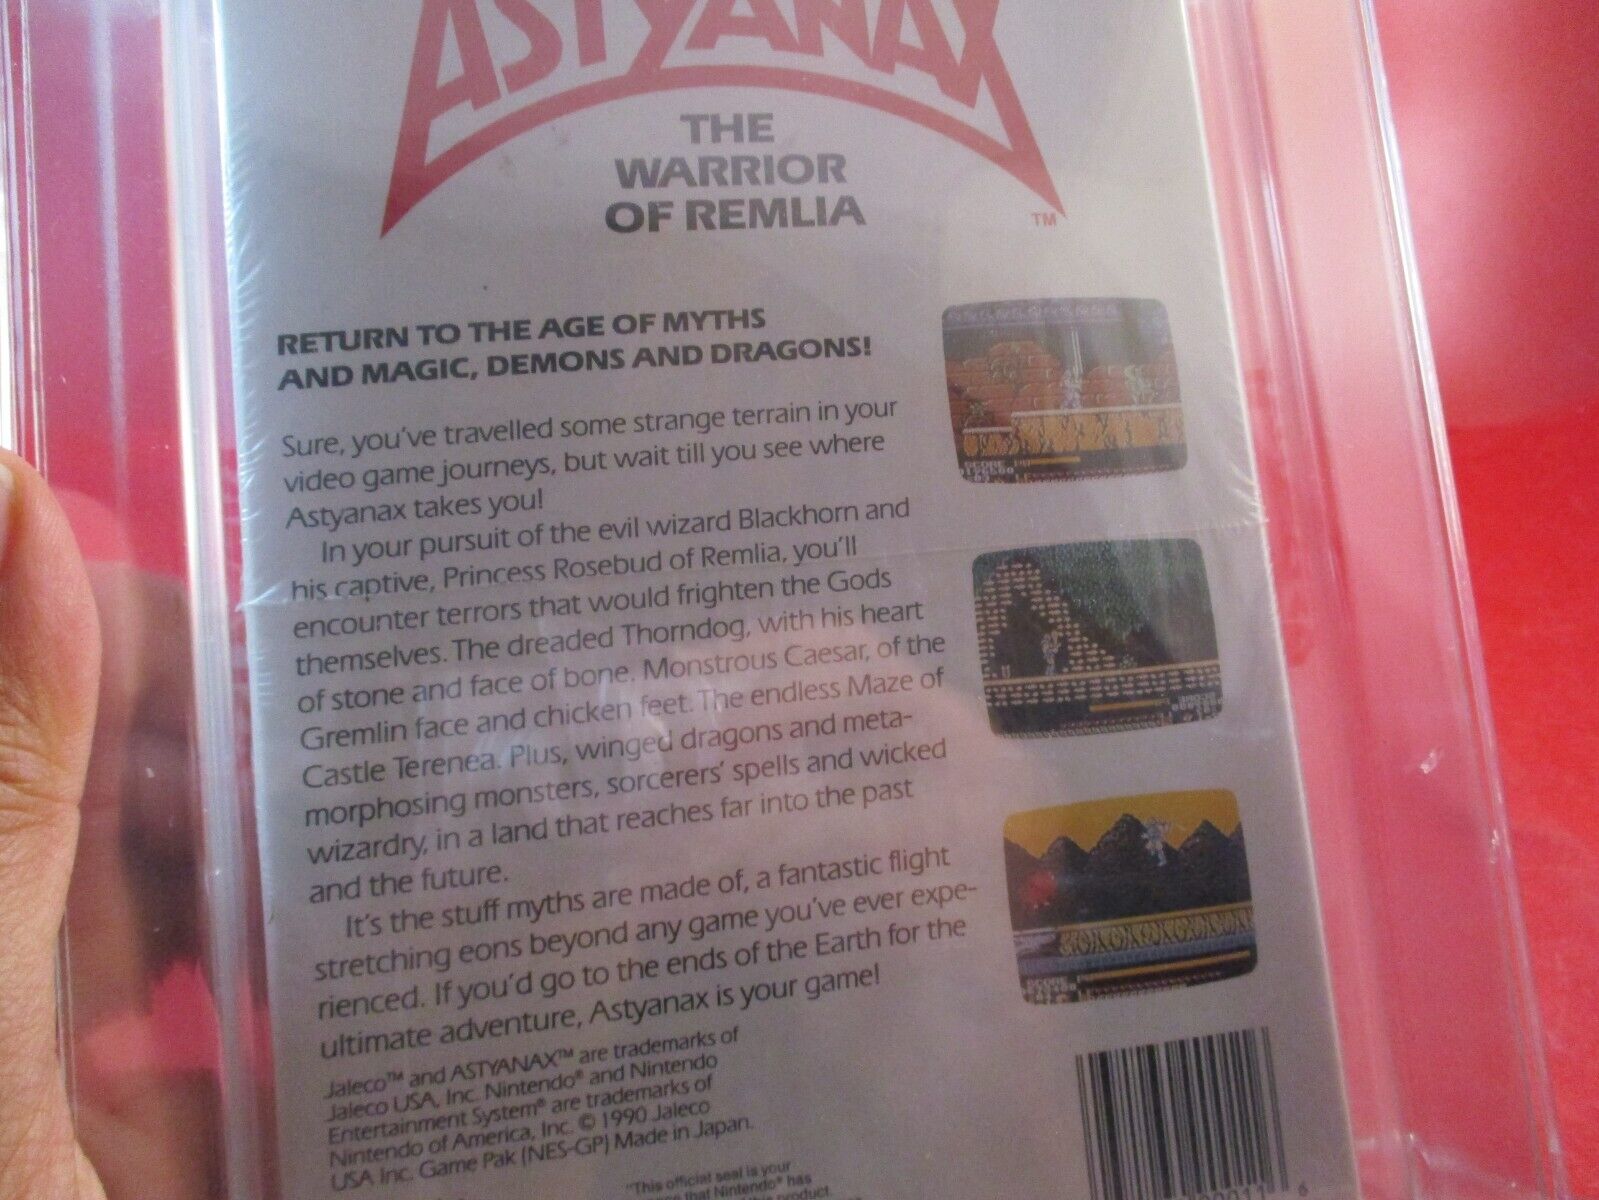 ASTYANAX
THE
WARRIOR
OF REMLIA
TM
RETURN TO THE AGE OF MYTHS
AND MAGIC, DEMONS AND DRAGONS!
Sure, you've travelled some strange terrain in your
video game journeys, but wait till you see where
Astyanax takes you!
In your pursuit of the evil wizard Blackhorn and
his captive, Princess Rosebud of Remlia, you'll
encounter terrors that would frighten the Gods
themselves. The dreaded Thorndog, with his heart
of stone and face of bone. Monstrous Caesar, of the
Gremlin face and chicken feet. The endless Maze of
Castle Terenea. Plus, winged dragons and meta-
morphosing monsters, sorcerers' spells and wicked
wizardry, in a land that reaches far into the past
and the future.
It's the stuff myths are made of, a fantastic flight
stretching eons beyond any game you've ever expe-
rienced. If you'd go to the ends of the Earth for the
ultimate adventure, Astyanax is your game!
Jaleco™ and ASTYANAX™ are trademarks of
Jaleco USA, Inc. Nintendo® and Nintendo
Entertainment System® are trademarks of
Nintendo of America, Inc. © 1990 Jaleco
USA Inc. Game Pak (NES-GP) Made in Japan.
"This official seal is your
that Nintendo® has
product
SCORE
SCORE
6